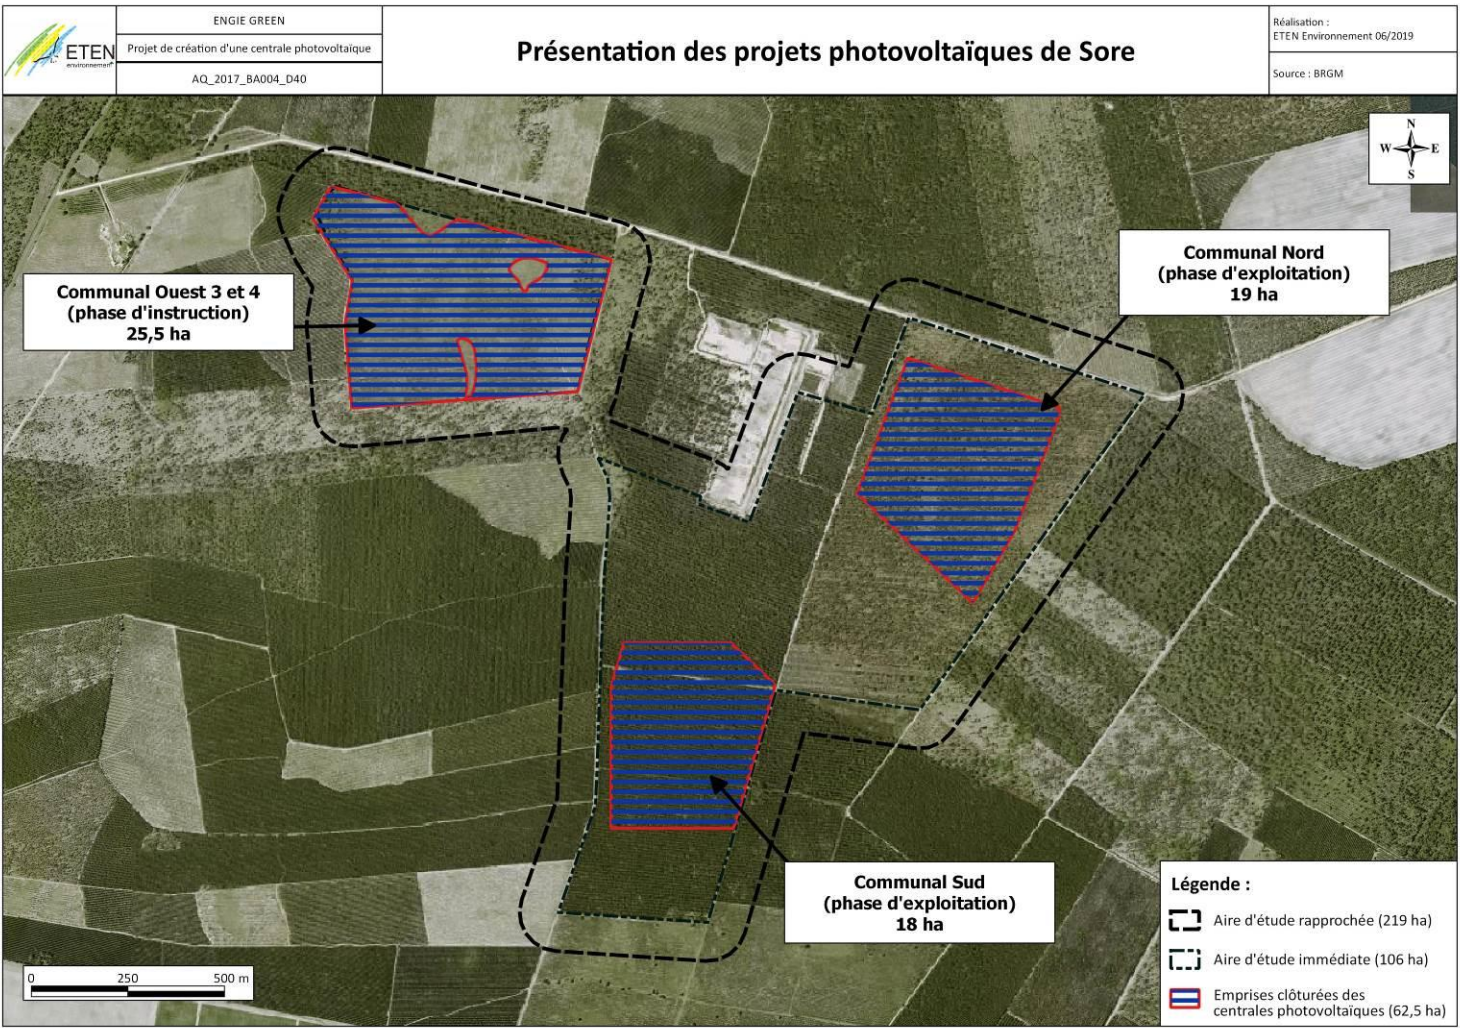 ETEN
environnement
ENGIE GREEN
Projet de création d'une centrale photovoltaïque
AQ_2017_BA004_D40
Présentation des projets photovoltaïques de Sore
Réalisation :
ETEN Environnement 06/2019
Source : BRGM
N
W E
S
Communal Nord
(phase d'exploitation)
19 ha
Communal Ouest 3 et 4
(phase d'instruction)
25,5 ha
Communal Sud
(phase d'exploitation)
18 ha
Légende :
Aire d'étude rapprochée (219 ha)
Aire d'étude immédiate (106 ha)
Emprises clôturées des
centrales photovoltaïques (62,5 ha)
0 250 500 m